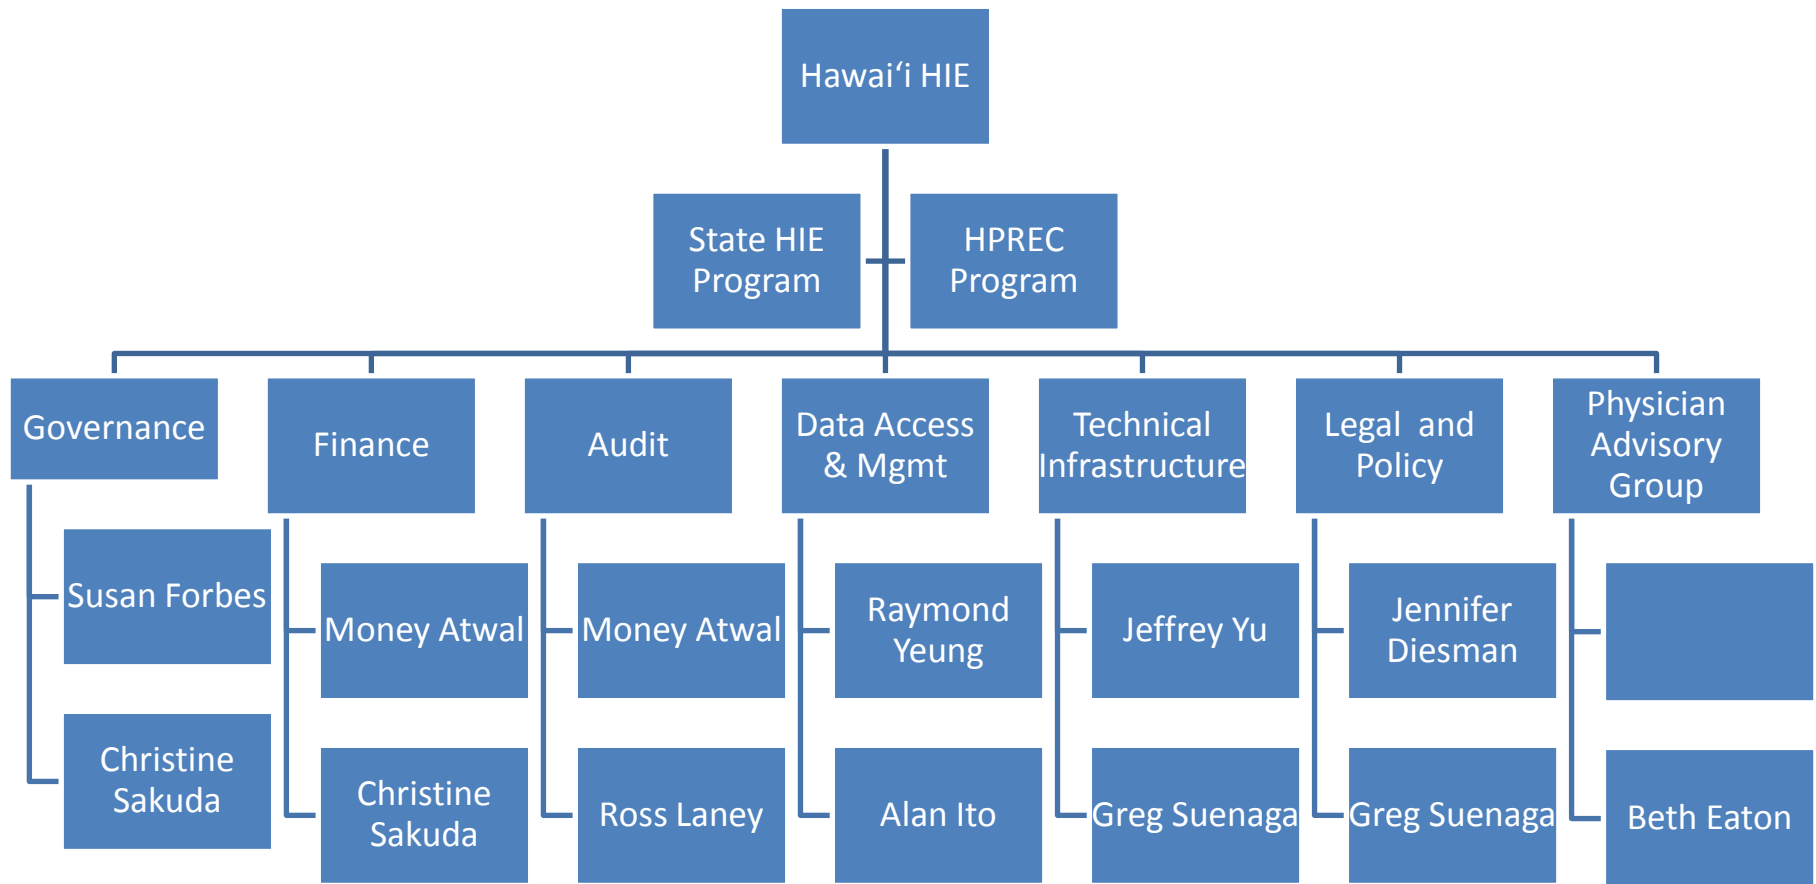 Hawaiʻi HIE
State HIE
Program
HPREC
Program
Governance
Finance
Audit
Data Access
& Mgmt
Technical
Infrastructure
Legal and
Policy
Physician
Advisory
Group
Susan Forbes
Money Atwal
Money Atwal
Raymond
Yeung
Jeffrey Yu
Jennifer
Diesman
Christine
Sakuda
Christine
Sakuda
Ross Laney
Alan Ito
Greg Suenaga
Greg Suenaga
Beth Eaton